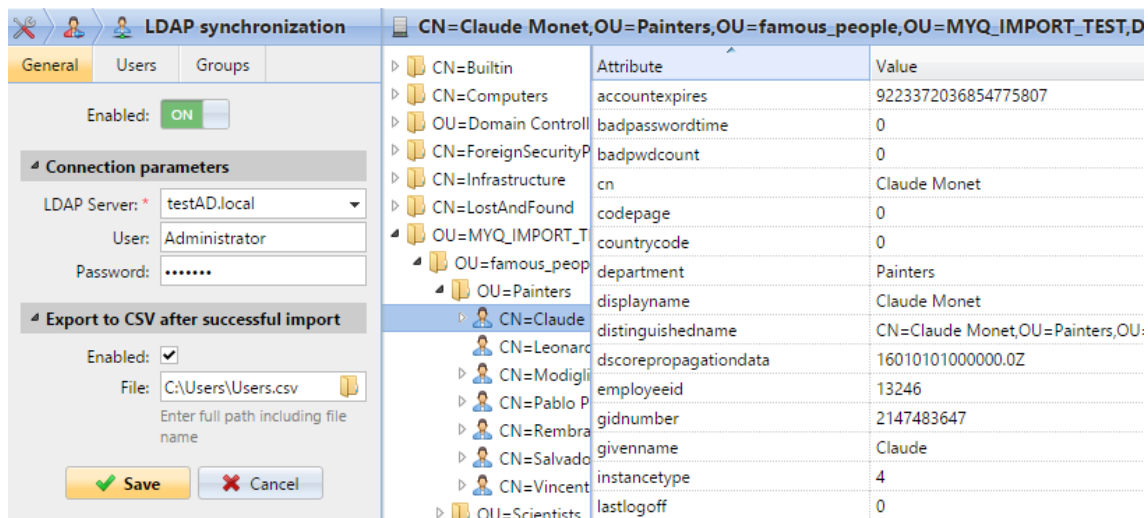 LDAP synchronization
General Users Groups
Enabled: ON
Connection parameters
LDAP Server: * testAD.local
User: Administrator
Password: •••••••
Export to CSV after successful import
Enabled:
File: C:\Users\Users.csv
Enter full path including file
name
Save Cancel
CN=Claude Monet,OU=Painters,OU=famous_people,OU=MYQ_IMPORT_TEST,D
CN=Builtin
CN=Computers
OU=Domain Controll
CN=ForeignSecurityP
CN=Infrastructure
CN=LostAndFound
OU=MYQ_IMPORT_T
OU=famous_peop
OU=Painters
CN=Claude
CN=Leonard
CN=Modigli
CN=Pablo P
CN=Rembra
CN=Salvado
CN=Vincent
OU=Scientists
Attribute Value
accountexpires 9223372036854775807
badpasswordtime 0
badpwdcount 0
cn Claude Monet
codepage 0
countrycode 0
department Painters
displayname Claude Monet
distinguishedname CN=Claude Monet,OU=Painters,OU=
dscorepropagationdata 16010101000000.0Z
employeeid 13246
gidnumber 2147483647
givenname Claude
instancetype 4
lastlogoff 0